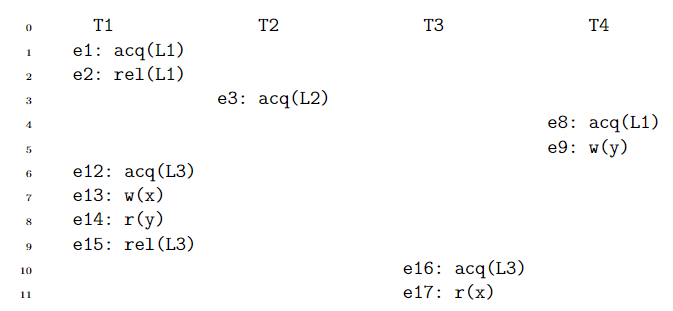 0 T1 T2 T3 T4
1 e1: acq(L1)
2 e2: rel(L1)
3 e3: acq(L2)
4 e8: acq(L1)
5 e9: w(y)
6 e12: acq(L3)
7 e13: w(x)
8 e14: r(y)
9 e15: rel(L3)
10 e16: acq(L3)
11 e17: r(x)